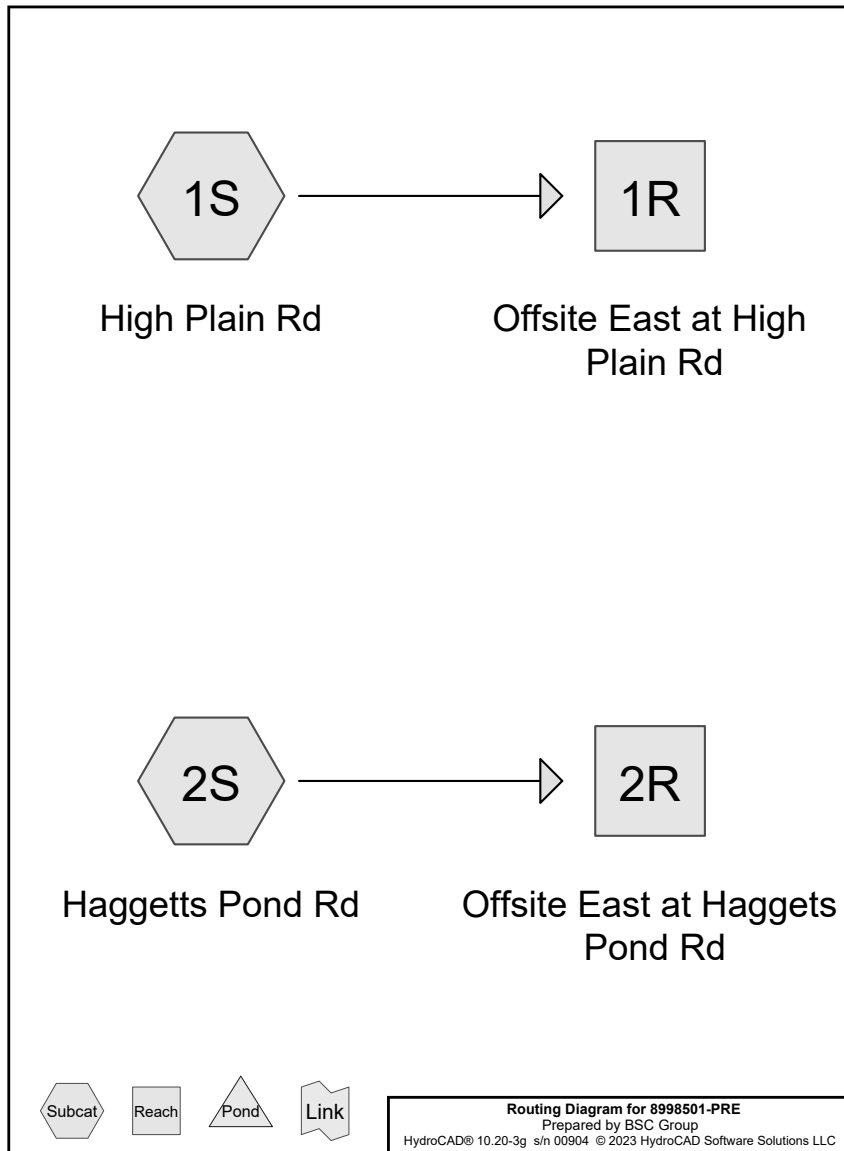 1S
1R
High Plain Rd
Offsite East at High
Plain Rd
2S
2R
Haggetts Pond Rd
Offsite East at Haggets
Pond Rd
Subcat
Reach
Pond
Link
Routing Diagram for 8998501-PRE
Prepared by BSC Group
HydroCAD® 10.20-3g s/n 00904 © 2023 HydroCAD Software Solutions LLC